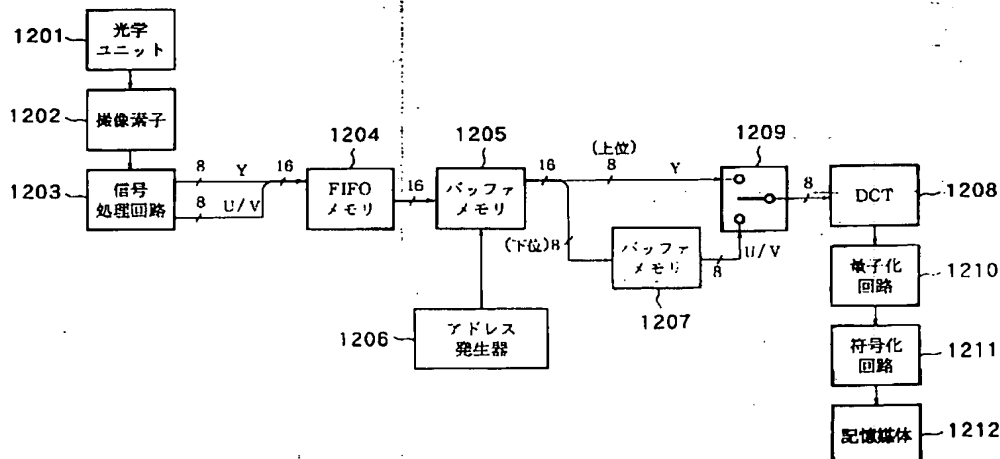 1201
光学
ユニット
1202
撮像素子
1203
信号
処理回路
8
Y
8
U/V
16
1204
FIFO
メモリ
16
1205
バッファ
メモリ
1206
アドレス
発生器
16
(上位)
8
Y
(下位)8
バッファ
メモリ
1207
8
U/V
1209
8
DCT
1208
量子化
回路
1210
符号化
回路
1211
記憶媒体
1212